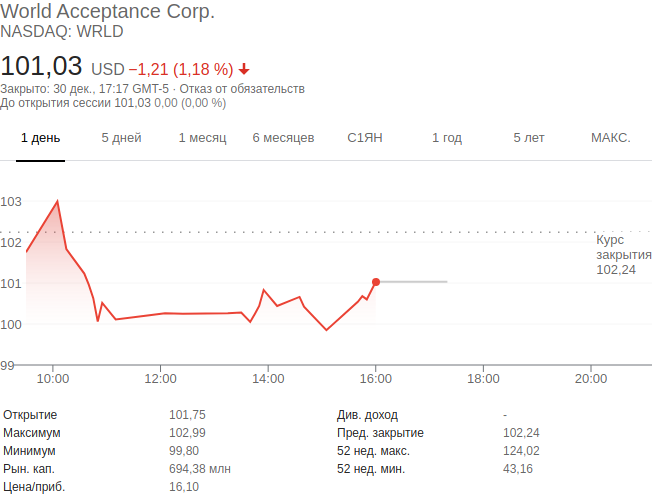 World Acceptance Corp.
NASDAQ: WRLD
101,03 USD −1,21 (1,18 %)
Закрыто: 30 дек., 17:17 GMT-5 · Отказ от обязательств
До открытия сессии 101,03 0,00 (0,00 %)
1 день 5 дней 1 месяц 6 месяцев С1ЯН 1 год 5 лет МАКС.
103
102
101
100
99
Курс
закрытия
102,24
10:00 12:00 14:00 16:00 18:00 20:00
Открытие 101,75 Див. доход -
Максимум 102,99 Пред. закрытие 102,24
Минимум 99,80 52 нед. макс. 124,02
Рын. кап. 694,38 млн 52 нед. мин. 43,16
Цена/приб. 16,10